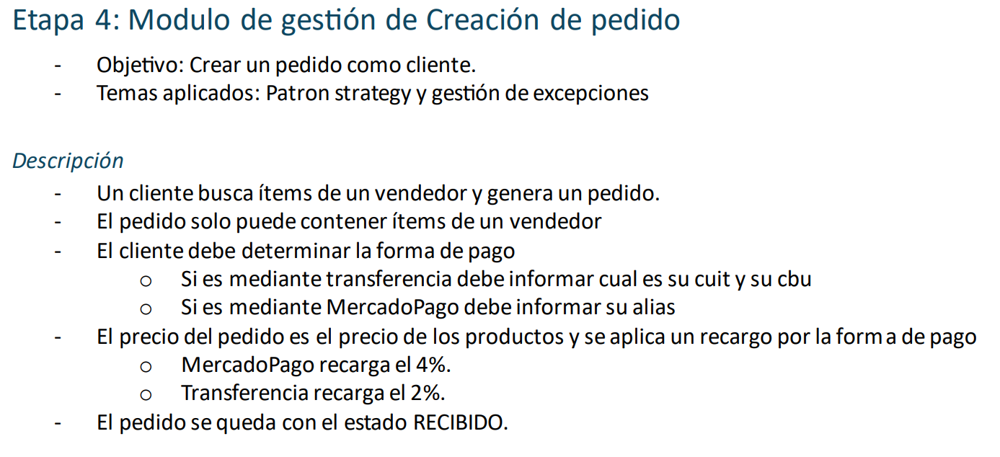 Etapa 4: Modulo de gestión de Creación de pedido
- Objetivo: Crear un pedido como cliente.
- Temas aplicados: Patron strategy y gestión de excepciones
Descripción
- Un cliente busca ítems de un vendedor y genera un pedido.
- El pedido solo puede contener ítems de un vendedor
- El cliente debe determinar la forma de pago
o Si es mediante transferencia debe informar cual es su cuit y su cbu
o Si es mediante MercadoPago debe informar su alias
- El precio del pedido es el precio de los productos y se aplica un recargo por la forma de pago
o MercadoPago recarga el 4%.
o Transferencia recarga el 2%.
- El pedido se queda con el estado RECIBIDO.